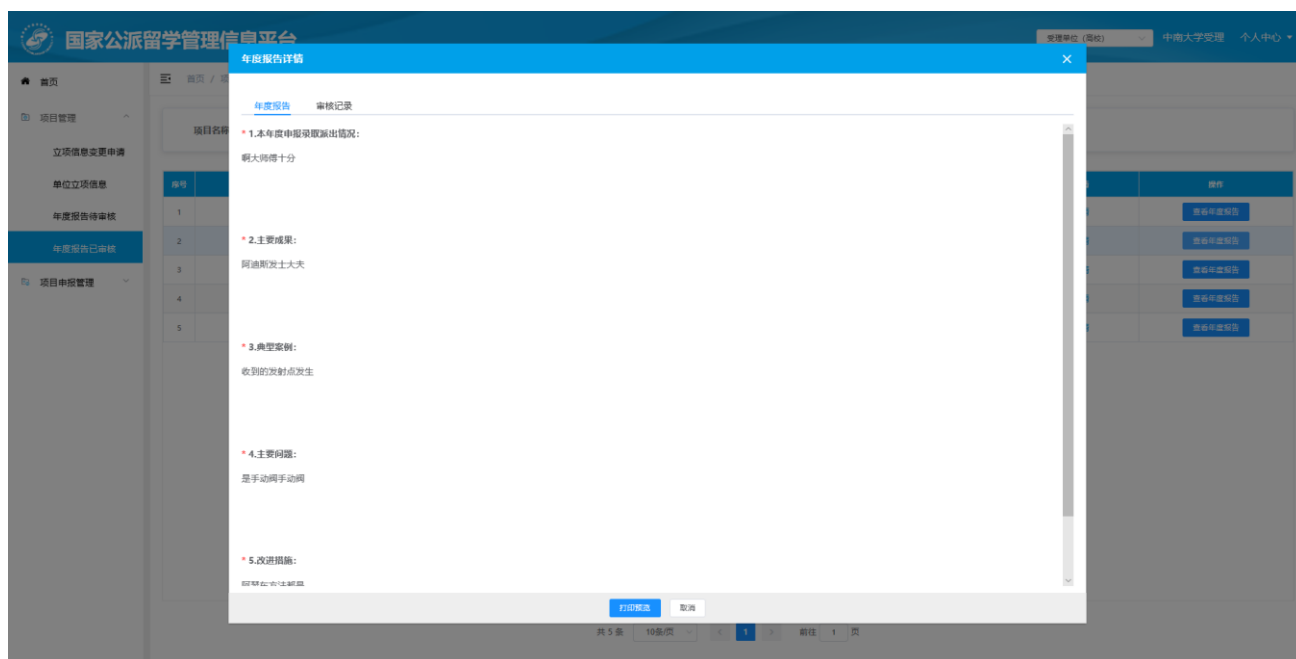 国家公派留学管理信息平台
受理单位 (高校)
中南大学受理 个人中心
首页
首页 / 项
项目管理
立项信息变更申请
单位立项信息
年度报告待审核
年度报告已审核
项目申报管理
项目名称
序号
操作
1
查看年度报告
2
查看年度报告
3
查看年度报告
4
查看年度报告
5
查看年度报告
年度报告详情
年度报告 审核记录
* 1.本年度申报录取派出情况:
啊大师傅十分
* 2.主要成果:
阿迪斯发士大夫
* 3.典型案例:
收到的发射点发生
* 4.主要问题:
是手动阀手动阀
* 5.改进措施:
打印预览 取消
共 5 条 10条/页 1 前往 1 页